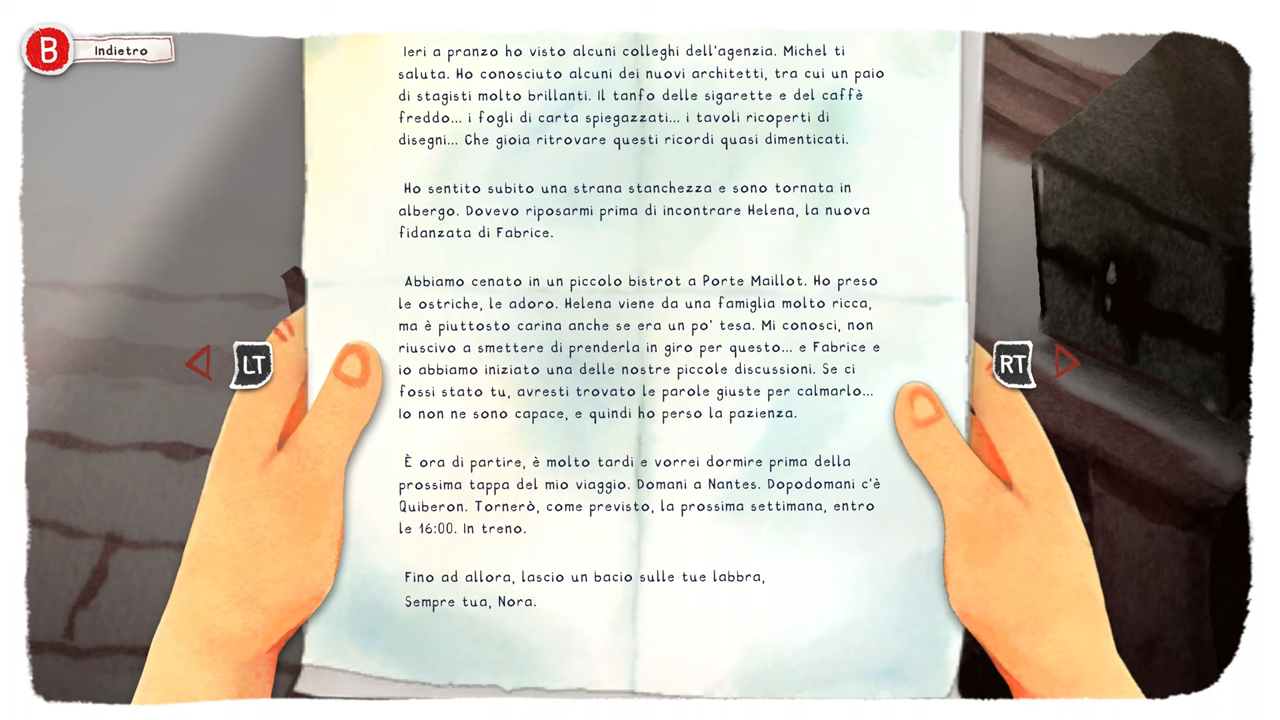 B Indietro
Ieri a pranzo ho visto alcuni colleghi dell'agenzia. Michel ti
saluta. Ho conosciuto alcuni dei nuovi architetti, tra cui un paio
di stagisti molto brillanti. Il tanfo delle sigarette e del caffè
freddo... i fogli di carta spiegazzati... i tavoli ricoperti di
disegni... Che gioia ritrovare questi ricordi quasi dimenticati.
Ho sentito subito una strana stanchezza e sono tornata in
albergo. Dovevo riposarmi prima di incontrare Helena, la nuova
fidanzata di Fabrice.
Abbiamo cenato in un piccolo bistrot a Porte Maillot. Ho preso
le ostriche, le adoro. Helena viene da una famiglia molto ricca,
ma è piuttosto carina anche se era un po' tesa. Mi conosci, non
riuscivo a smettere di prenderla in giro per questo... e Fabrice e
io abbiamo iniziato una delle nostre piccole discussioni. Se ci
fossi stato tu, avresti trovato le parole giuste per calmarlo...
Io non ne sono capace, e quindi ho perso la pazienza.
È ora di partire, è molto tardi e vorrei dormire prima della
prossima tappa del mio viaggio. Domani a Nantes. Dopodomani c'è
Quiberon. Tornerò, come previsto, la prossima settimana, entro
le 16:00. In treno.
Fino ad allora, lascio un bacio sulle tue labbra,
Sempre tua, Nora.
LT
RT